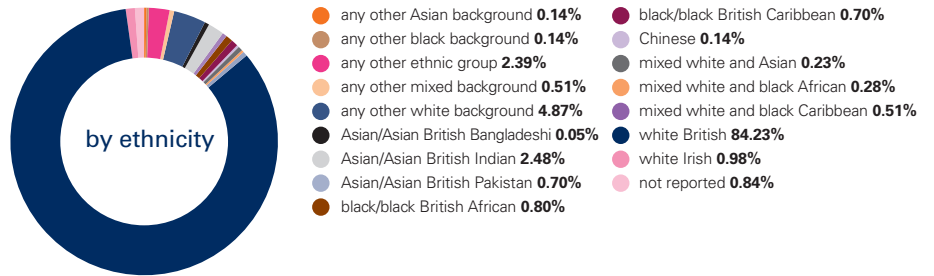 by ethnicity
any other Asian background 0.14%
any other black background 0.14%
any other ethnic group 2.39%
any other mixed background 0.51%
any other white background 4.87%
Asian/Asian British Bangladeshi 0.05%
Asian/Asian British Indian 2.48%
Asian/Asian British Pakistan 0.70%
black/black British African 0.80%
black/black British Caribbean 0.70%
Chinese 0.14%
mixed white and Asian 0.23%
mixed white and black African 0.28%
mixed white and black Caribbean 0.51%
white British 84.23%
white Irish 0.98%
not reported 0.84%